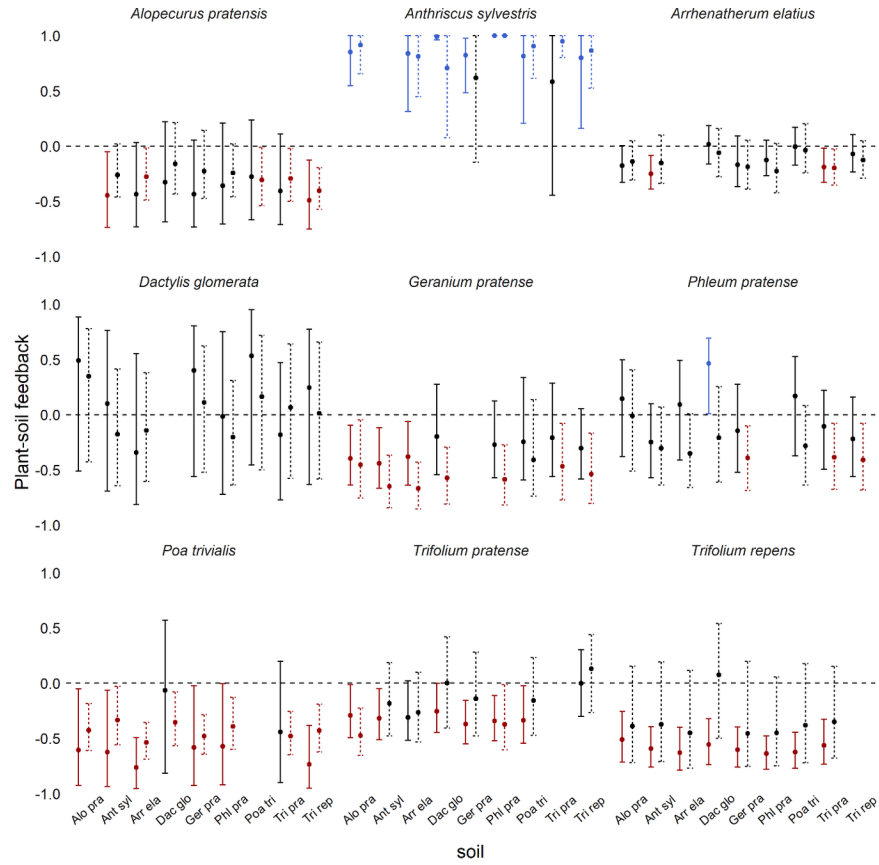 Alopecurus pratensis Anthriscus sylvestris Arrhenatherum elatius
1.0
0.5
0.0
-0.5
-1.0
Dactylis glomerata Geranium pratense Phleum pratense
1.0
0.5
0.0
-0.5
-1.0
Plant-soil feedback
Poa trivialis Trifolium pratense Trifolium repens
1.0
0.5
0.0
-0.5
-1.0
Alo pra Ant syl Arr ela Dac glo Ger pra Phl pra Poa tri Tri pra Tri rep Alo pra Ant syl Arr ela Dac glo Ger pra Phl pra Poa tri Tri pra Tri rep Alo pra Ant syl Arr ela Dac glo Ger pra Phl pra Poa tri Tri pra Tri rep
soil